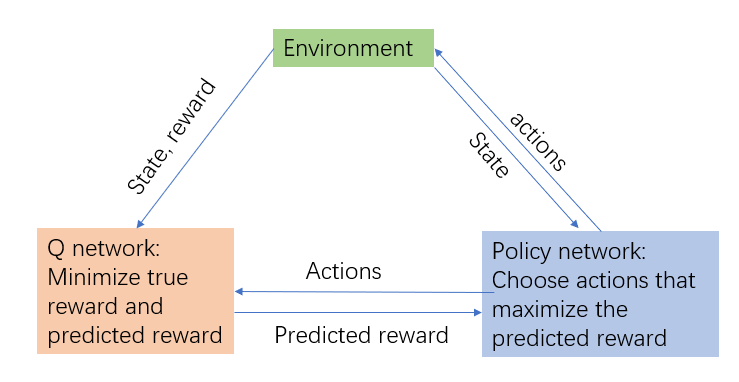 Environment
State, reward
actions
State
Q network:
Minimize true
reward and
predicted reward
Actions
Predicted reward
Policy network:
Choose actions that
maximize the
predicted reward